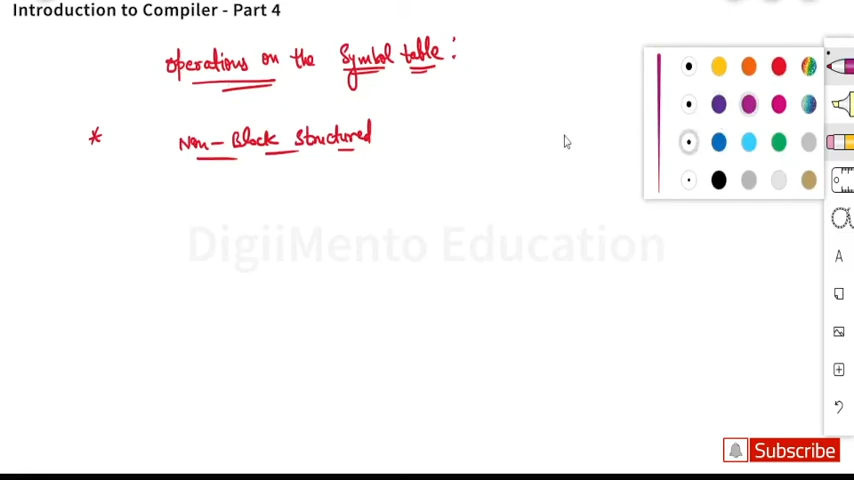 Introduction to Compiler - Part 4
operations on the Symbol table :
* Non-Block Structured
DigiiMento Education
A
Subscribe